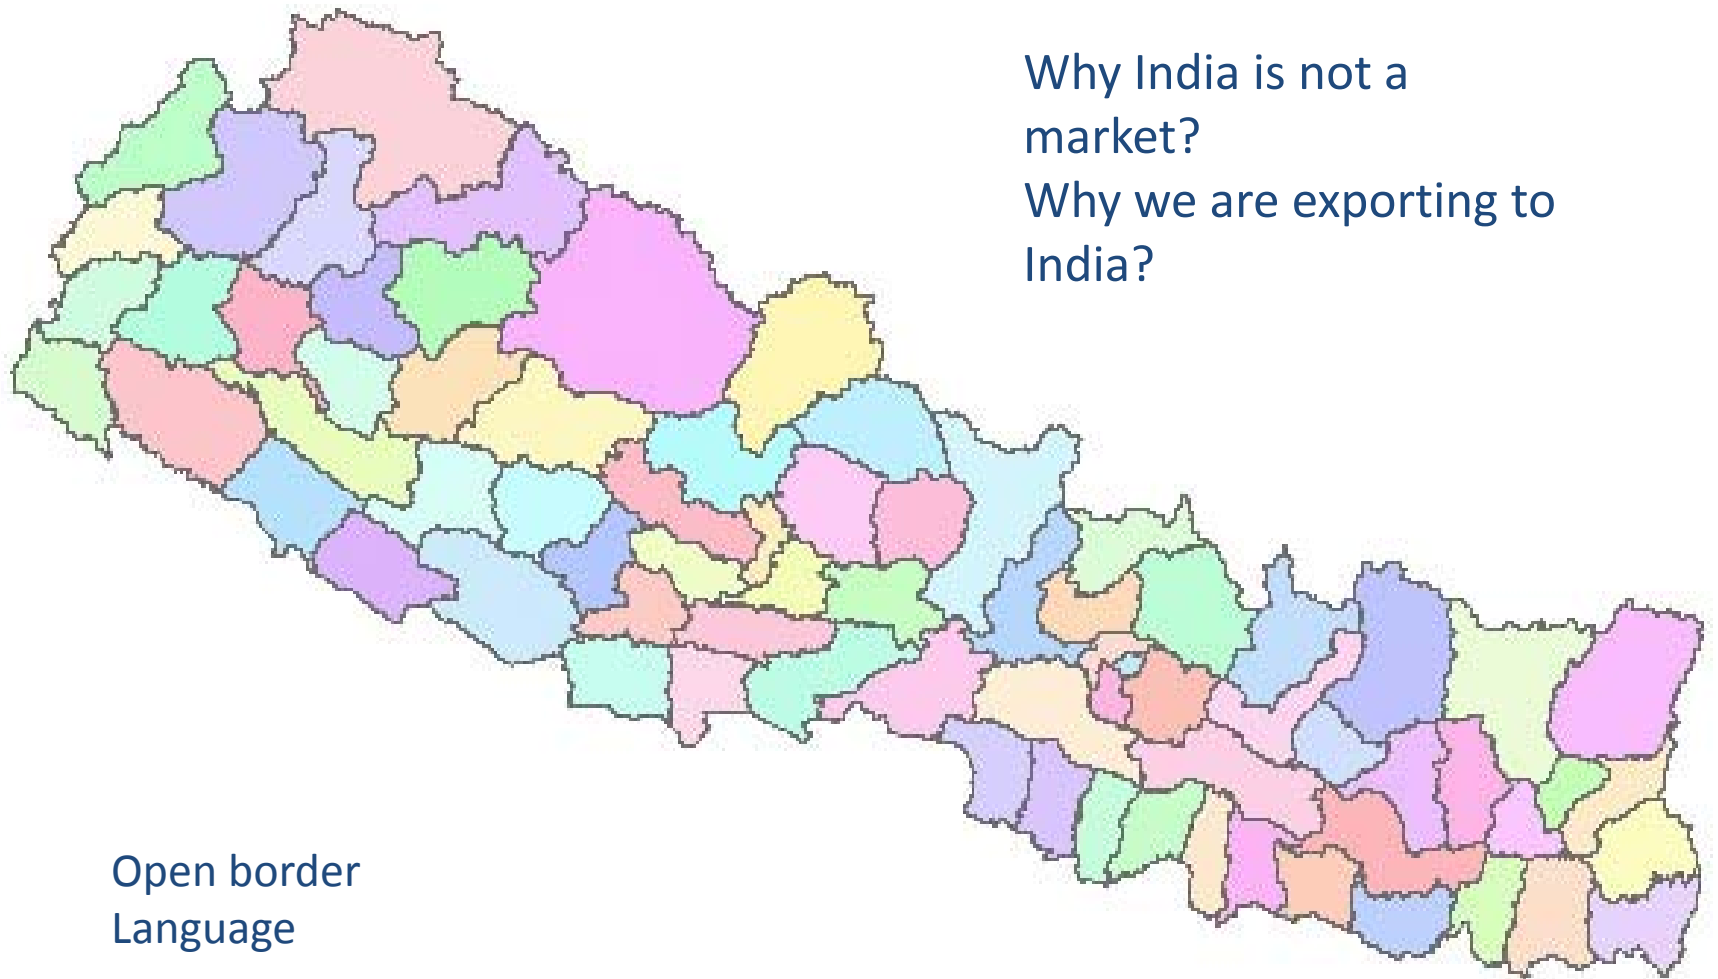 Why India is not a
market?
Why we are exporting to
India?
Open border
Language